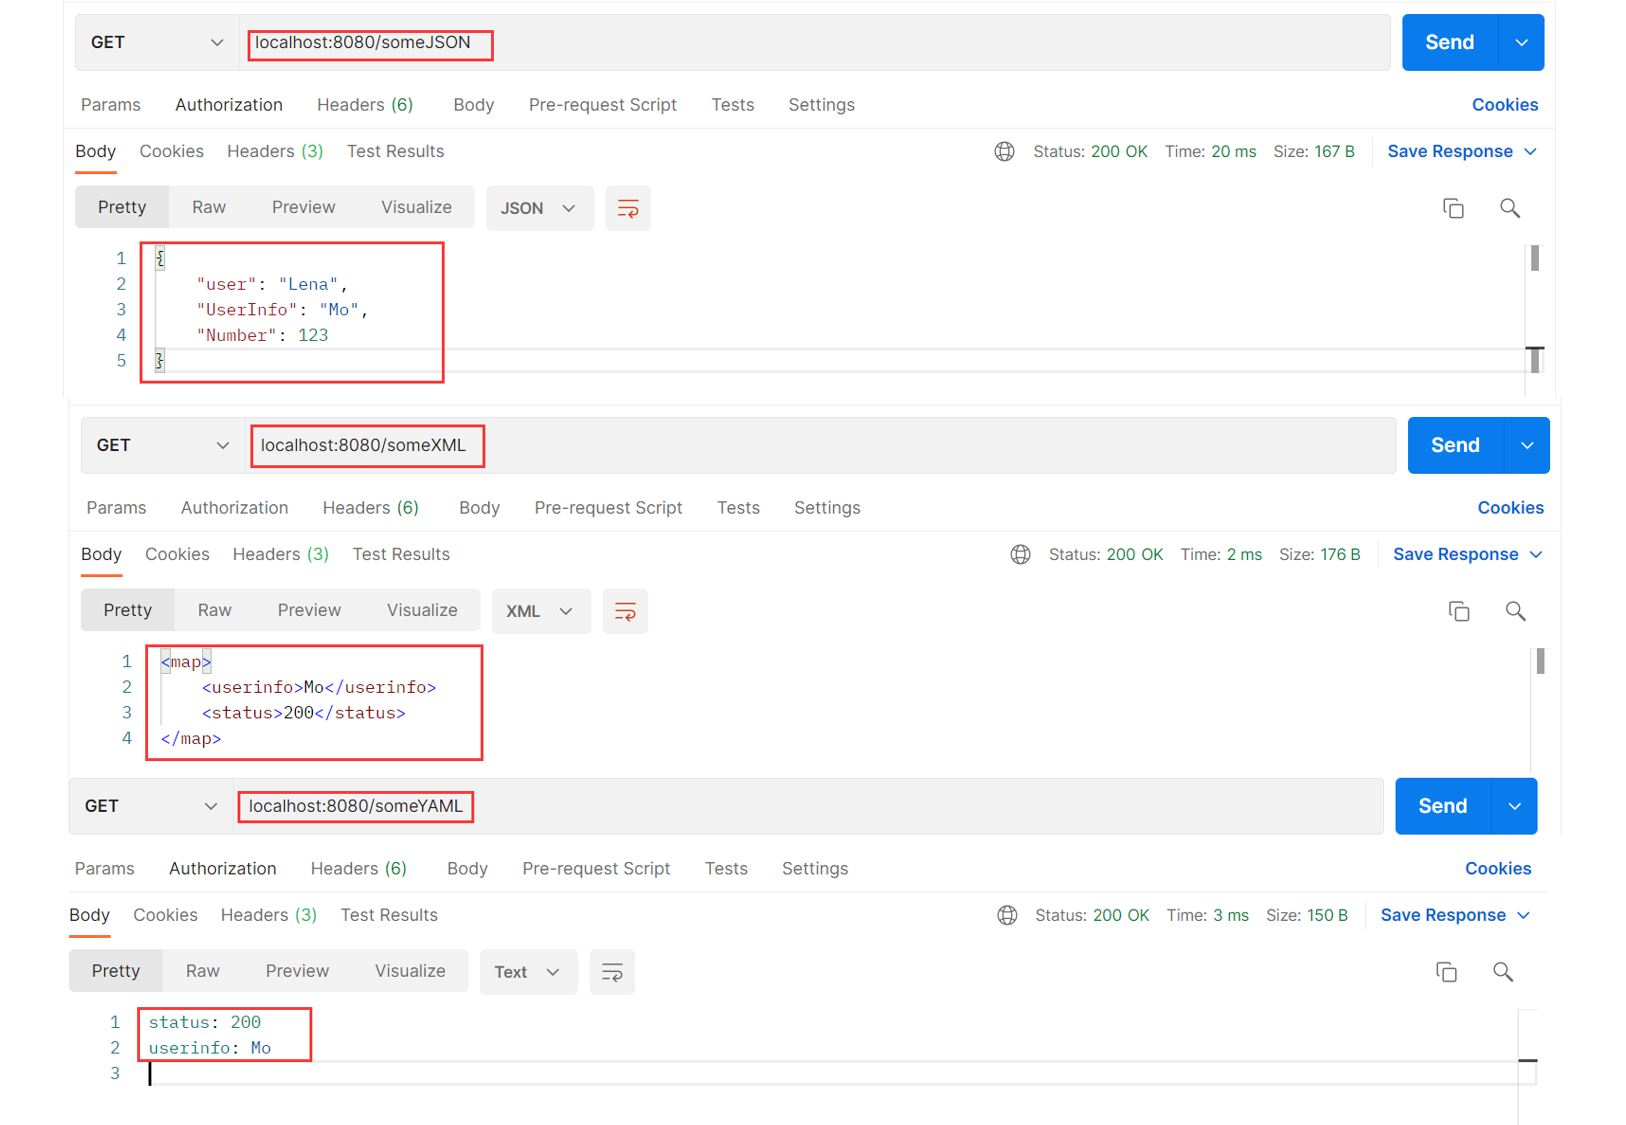 GET localhost:8080/someJSON Send
Params Authorization Headers (6) Body Pre-request Script Tests Settings Cookies
Body Cookies Headers (3) Test Results Status: 200 OK Time: 20 ms Size: 167 B Save Response
Pretty Raw Preview Visualize JSON
1 {
2 "user": "Lena",
3 "UserInfo": "Mo",
4 "Number": 123
5 }
GET localhost:8080/someXML Send
Params Authorization Headers (6) Body Pre-request Script Tests Settings Cookies
Body Cookies Headers (3) Test Results Status: 200 OK Time: 2 ms Size: 176 B Save Response
Pretty Raw Preview Visualize XML
1 <map>
2 <userinfo>Mo</userinfo>
3 <status>200</status>
4 </map>
GET localhost:8080/someYAML Send
Params Authorization Headers (6) Body Pre-request Script Tests Settings Cookies
Body Cookies Headers (3) Test Results Status: 200 OK Time: 3 ms Size: 150 B Save Response
Pretty Raw Preview Visualize Text
1 status: 200
2 userinfo: Mo
3